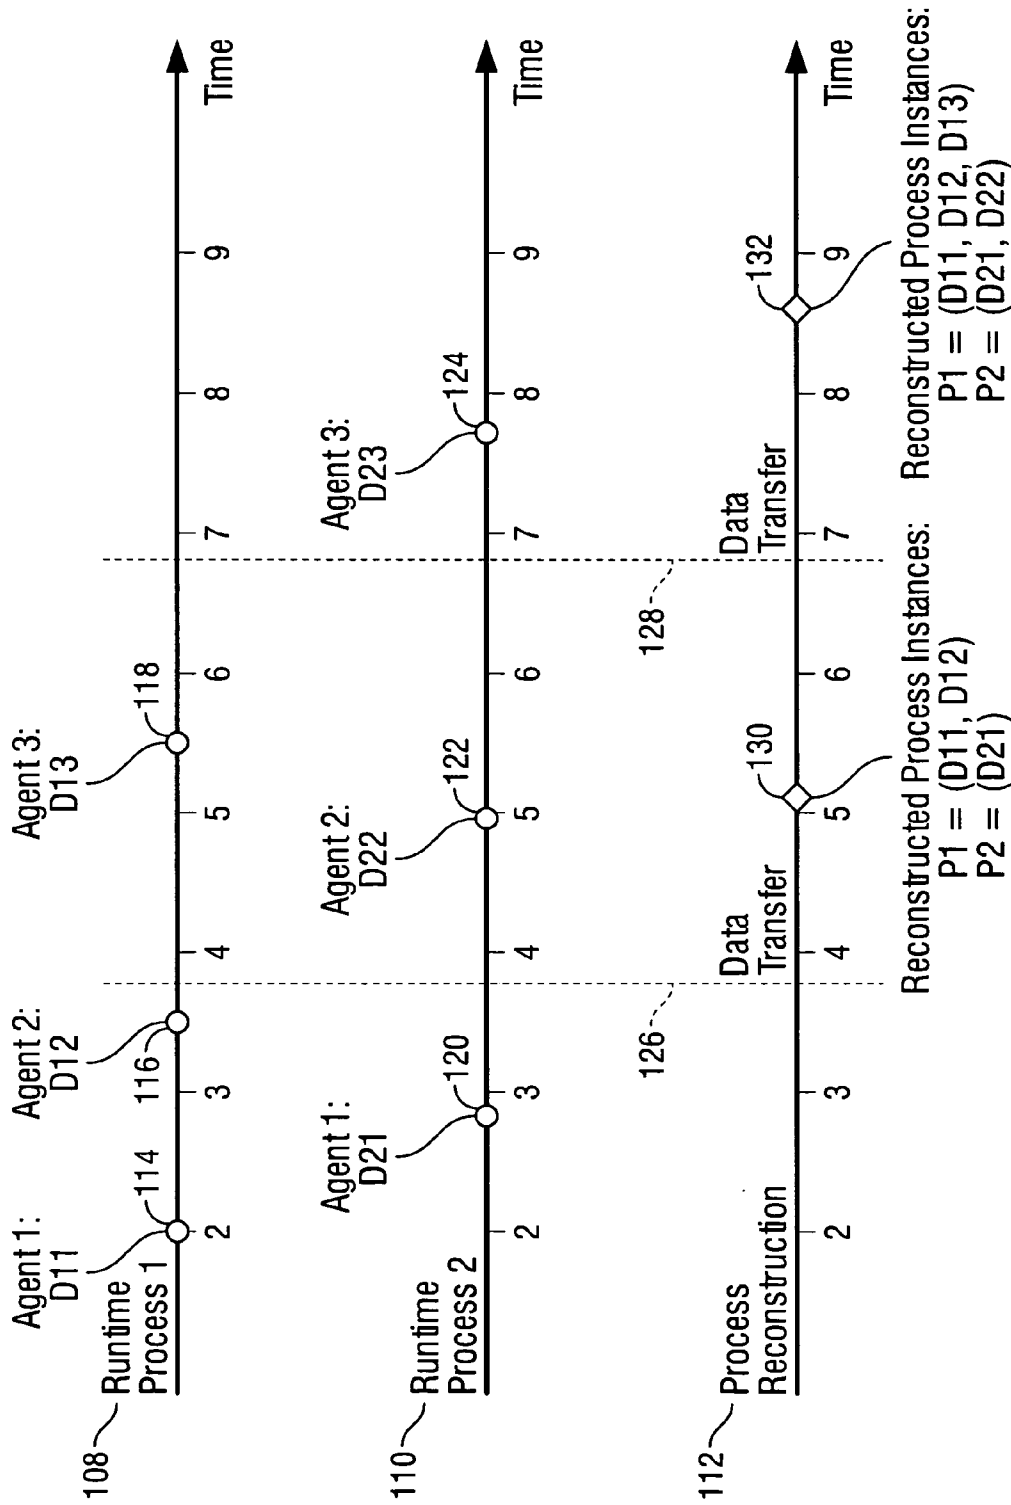 108
Runtime
Process 1
Agent 1:
D11
114
Agent 2:
D12
116
Agent 3:
D13
118
2
3
4
5
6
7
8
9
Time
110
Runtime
Process 2
Agent 1:
D21
120
Agent 2:
D22
122
Agent 3:
D23
124
2
3
4
5
6
7
8
9
Time
112
Process
Reconstruction
126
Data
Transfer
130
128
Data
Transfer
132
2
3
4
5
6
7
8
9
Time
Reconstructed Process Instances:
P1 = (D11, D12)
P2 = (D21)
Reconstructed Process Instances:
P1 = (D11, D12, D13)
P2 = (D21, D22)